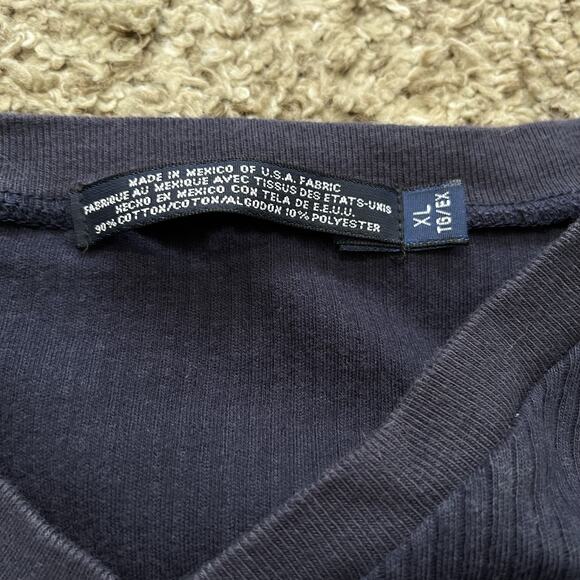 MADE IN MEXICO OF U.S.A. FABRIC
FABRIQUE AU MEXIQUE AVEC TISSUS DES ETATS-UNIS
HECHO EN MEXICO CON TELA DE E.E.U.U.
90% COTTON/COTON/ALGODON 10% POLYESTER
XL
TG/EX